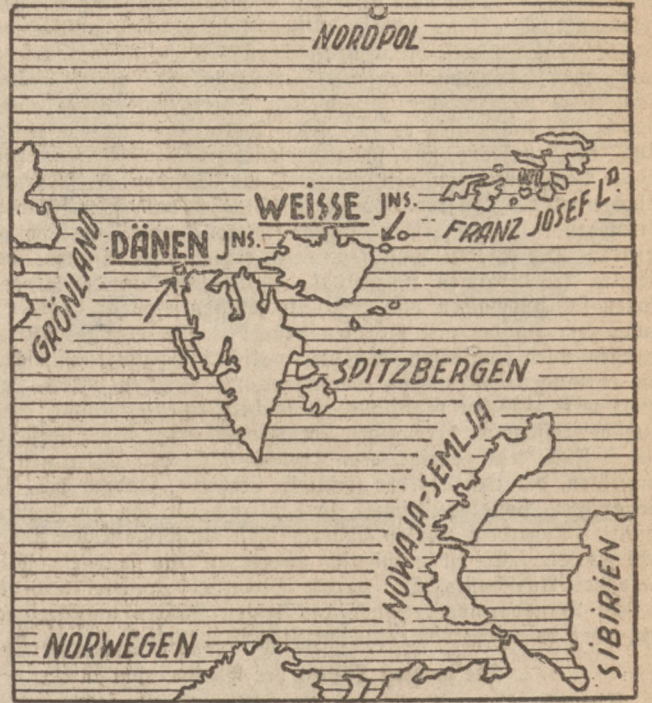 NORDPOL
WEISSE JNS.
FRANZ JOSEF LD.
DÄNEN JNS.
GRÖNLAND
SPITZBERGEN
NOWAJA-SEMLJA
SIBIRIEN
NORWEGEN